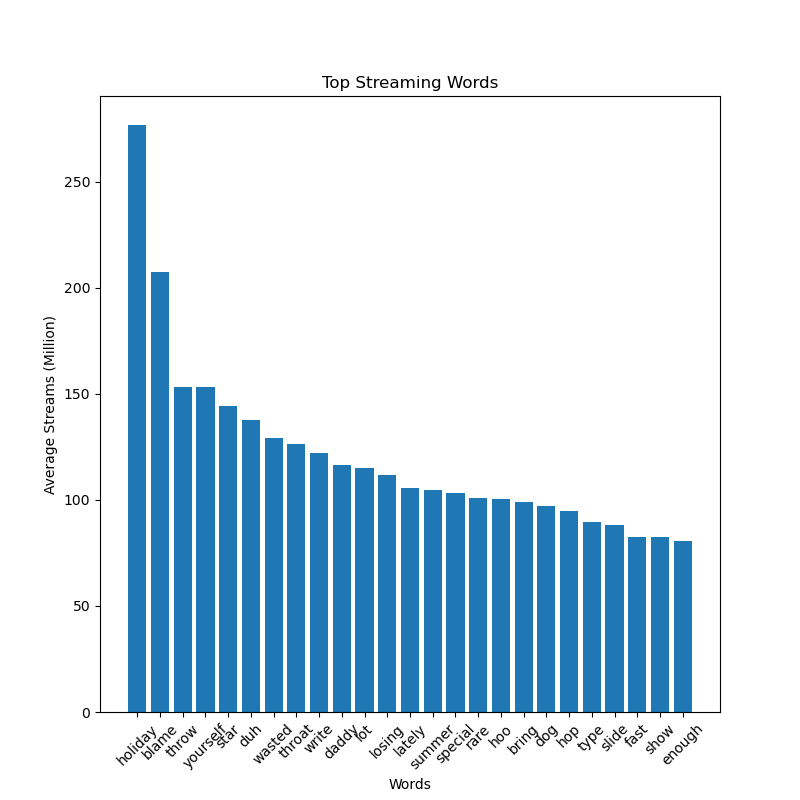 Top Streaming Words
Average Streams (Million)
250
200
150
100
50
0
holiday
blame
throw
yourself
star
duh
wasted
throat
write
daddy
lot
losing
lately
summer
special
rare
hoo
bring
dog
hop
type
slide
fast
show
enough
Words